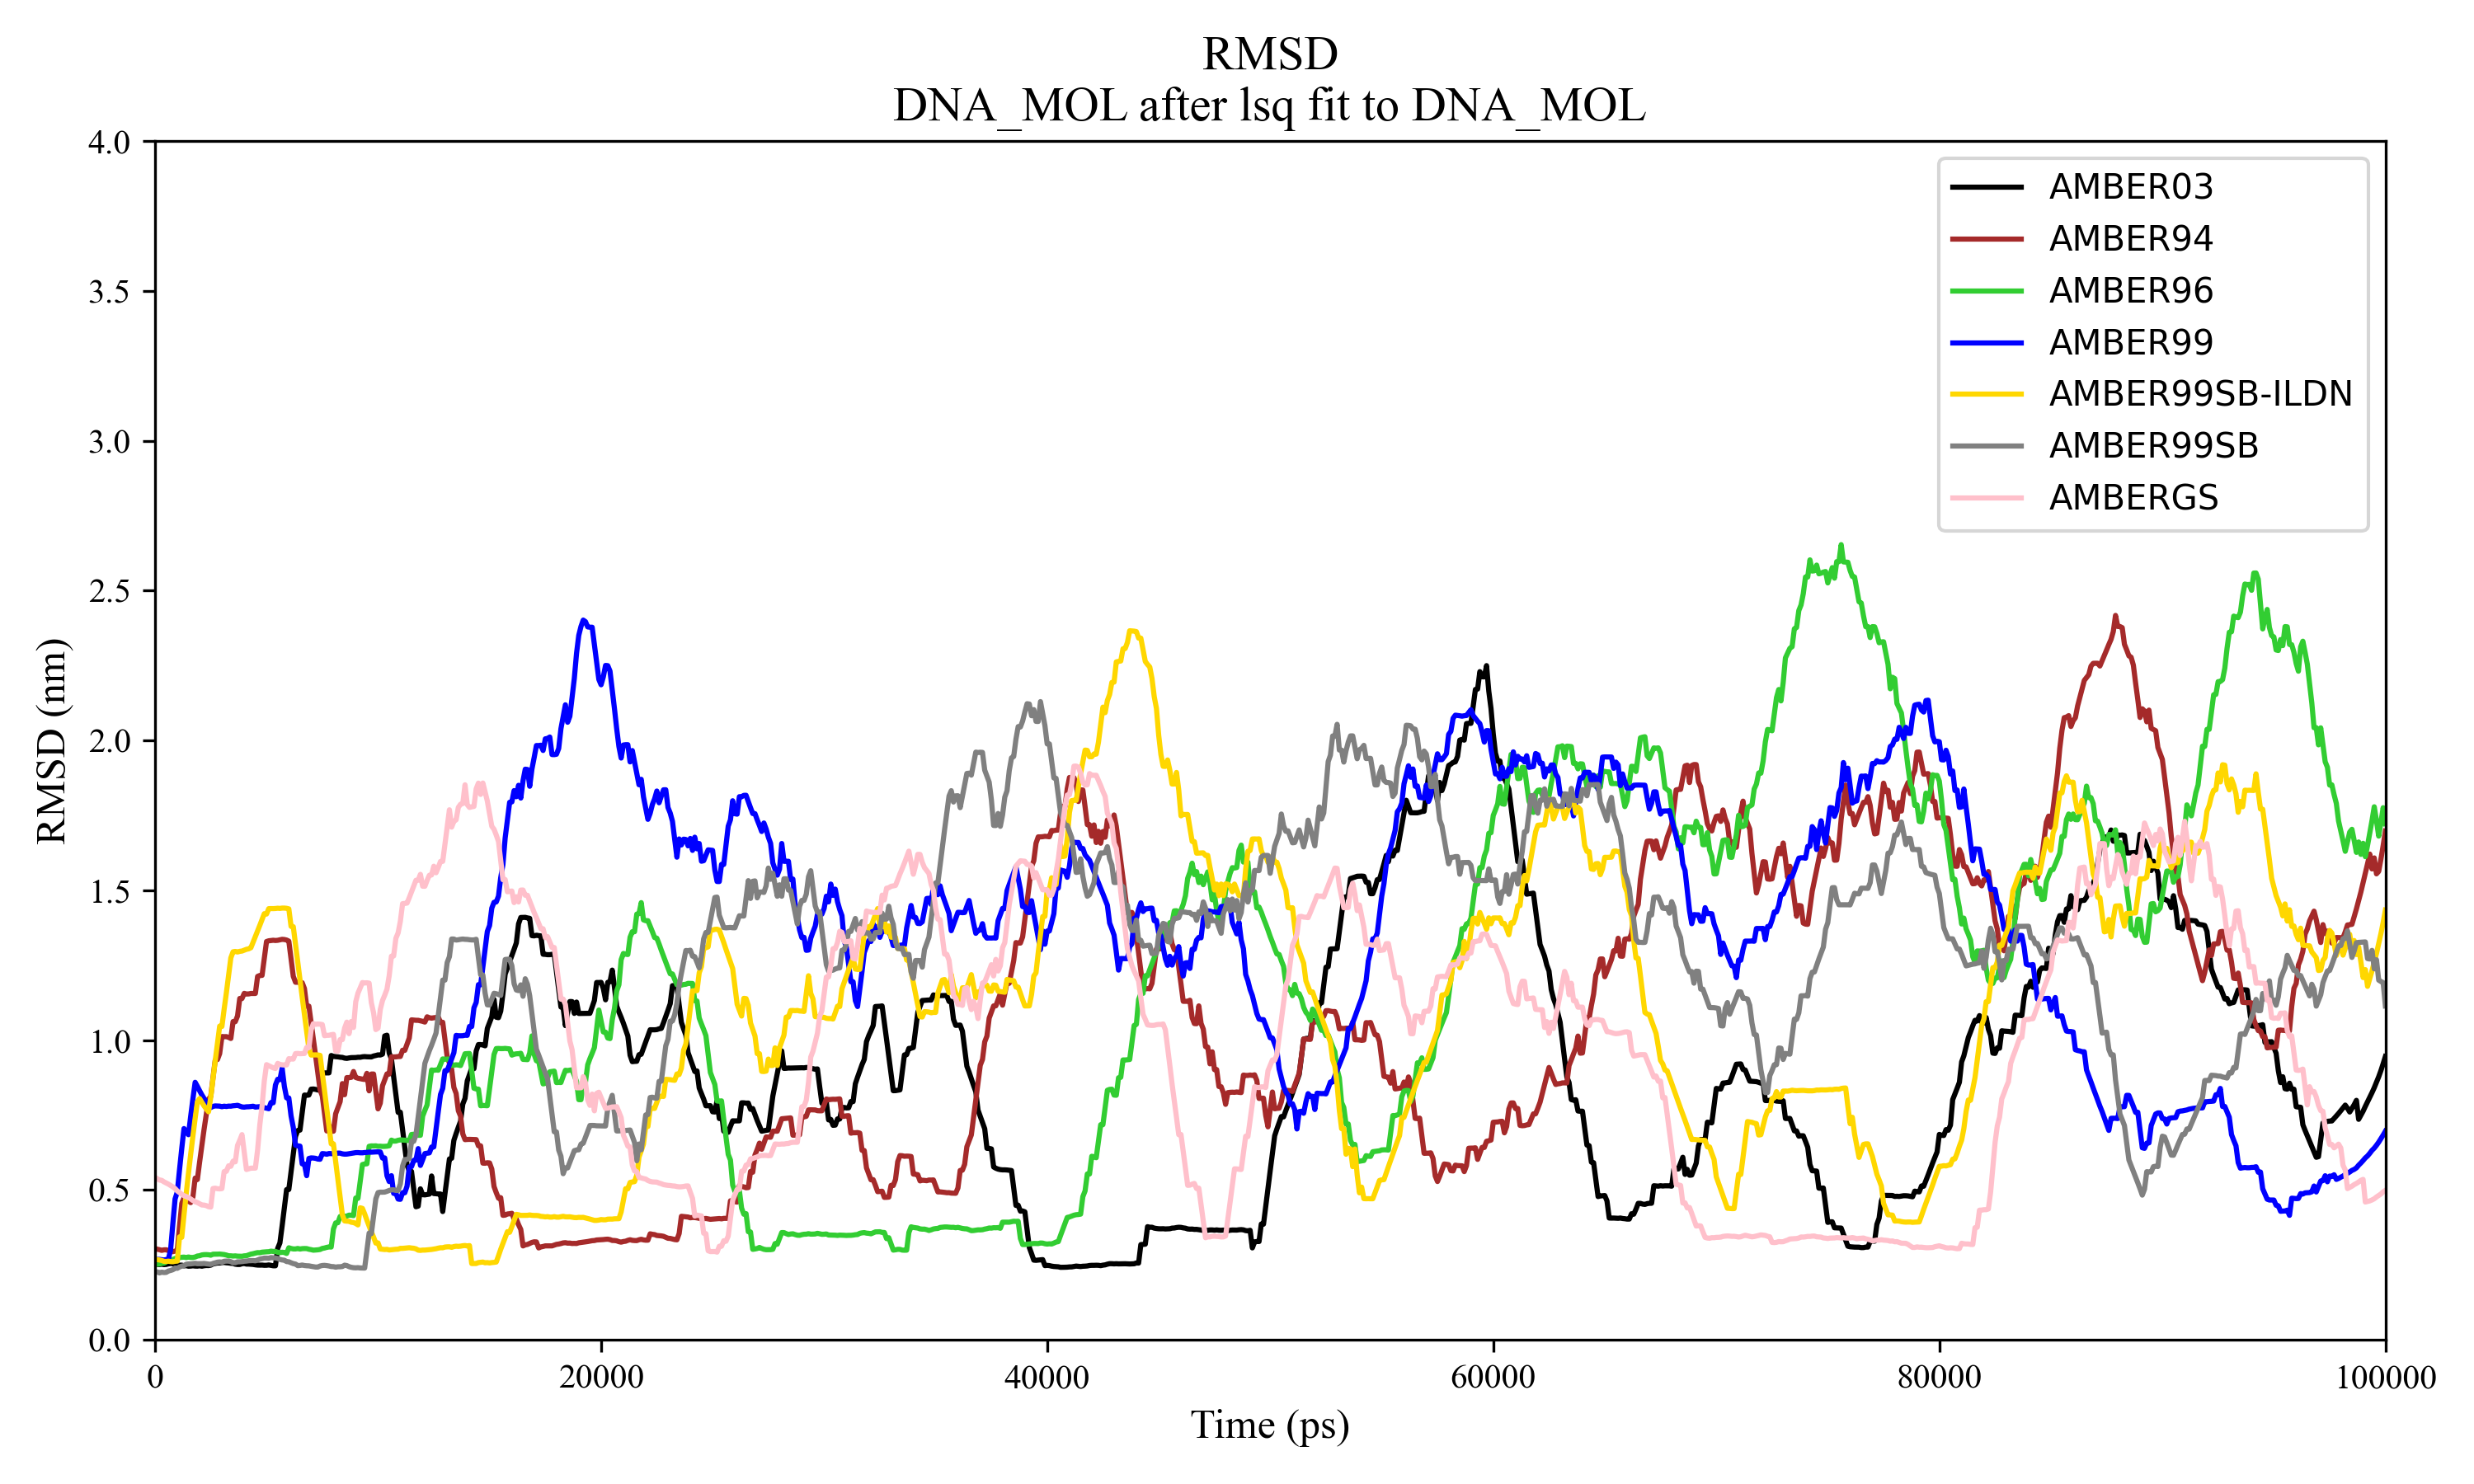 RMSD
DNA_MOL after lsq fit to DNA_MOL
4.0
3.5
3.0
2.5
2.0
1.5
1.0
0.5
0.0
RMSD (nm)
AMBER03
AMBER94
AMBER96
AMBER99
AMBER99SB-ILDN
AMBER99SB
AMBERGS
0 20000 40000 60000 80000 100000
Time (ps)